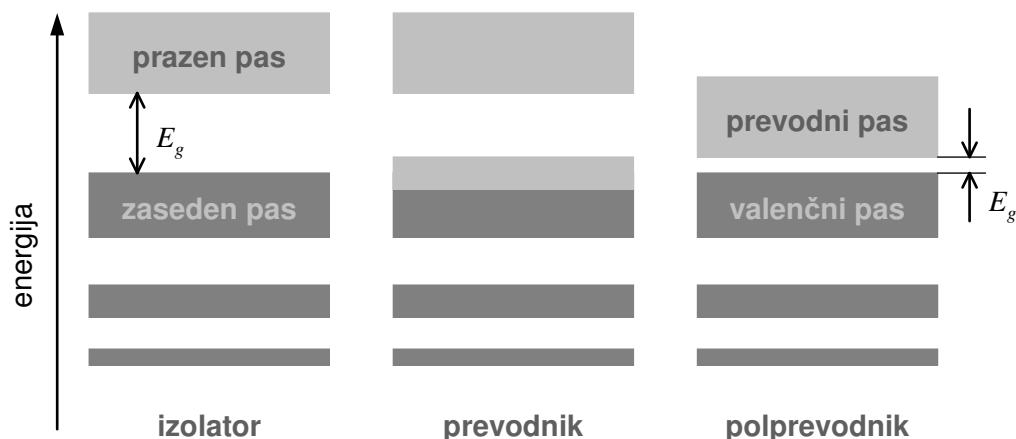 prazen pas
E_g
prevodni pas
zaseden pas
valenčni pas
E_g
energija
izolator
prevodnik
polprevodnik